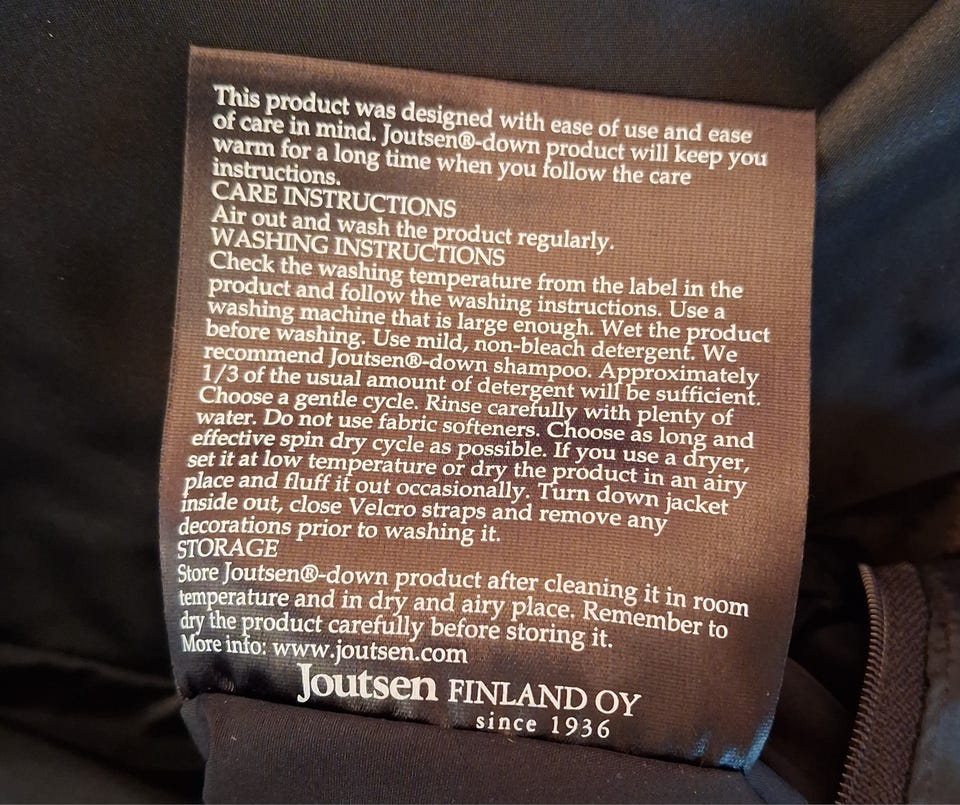 This product was designed with ease of use and ease
of care in mind. Joutsen®-down product will keep you
warm for a long time when you follow the care
instructions.
CARE INSTRUCTIONS
Air out and wash the product regularly.
WASHING INSTRUCTIONS
Check the washing temperature from the label in the
product and follow the washing instructions. Use a
washing machine that is large enough. Wet the product
before washing. Use mild, non-bleach detergent. We
recommend Joutsen®-down shampoo. Approximately
1/3 of the usual amount of detergent will be sufficient.
Choose a gentle cycle. Rinse carefully with plenty of
water. Do not use fabric softeners. Choose as long and
effective spin dry cycle as possible. If you use a dryer,
set it at low temperature or dry the product in an airy
place and fluff it out occasionally. Turn down jacket
inside out, close Velcro straps and remove any
decorations prior to washing it.
STORAGE
Store Joutsen®-down product after cleaning it in room
temperature and in dry and airy place. Remember to
dry the product carefully before storing it.
More info: www.joutsen.com
Joutsen FINLAND OY
since 1936